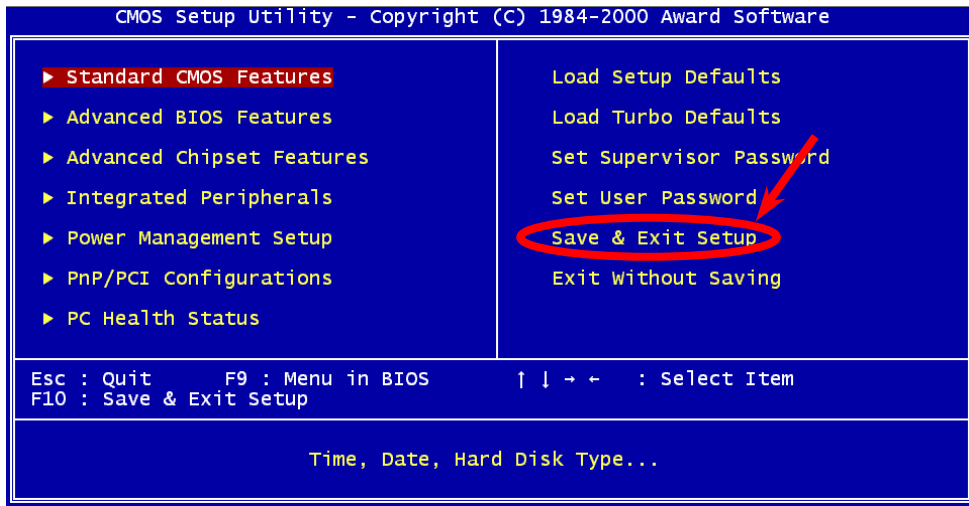 CMOS Setup Utility - Copyright (C) 1984-2000 Award Software
▶ Standard CMOS Features
▶ Advanced BIOS Features
▶ Advanced Chipset Features
▶ Integrated Peripherals
▶ Power Management Setup
▶ PnP/PCI Configurations
▶ PC Health Status
Load Setup Defaults
Load Turbo Defaults
Set Supervisor Password
Set User Password
Save & Exit Setup
Exit Without Saving
Esc : Quit F9 : Menu in BIOS ↑ ↓ → ← : Select Item
F10 : Save & Exit Setup
Time, Date, Hard Disk Type...